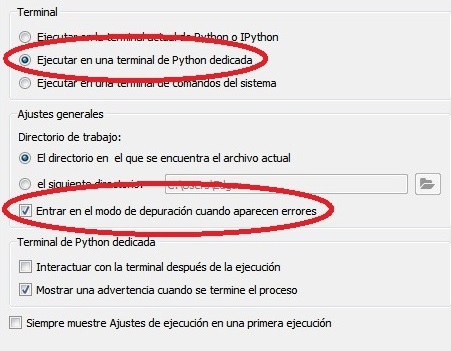 Terminal
Ejecutar en la terminal actual de Python o IPython
Ejecutar en una terminal de Python dedicada
Ejecutar en una terminal de comandos del sistema
Ajustes generales
Directorio de trabajo:
El directorio en el que se encuentra el archivo actual
el siguiente directorio:
Entrar en el modo de depuración cuando aparecen errores
Terminal de Python dedicada
Interactuar con la terminal después de la ejecución
Mostrar una advertencia cuando se termine el proceso
Siempre muestre Ajustes de ejecución en una primera ejecución